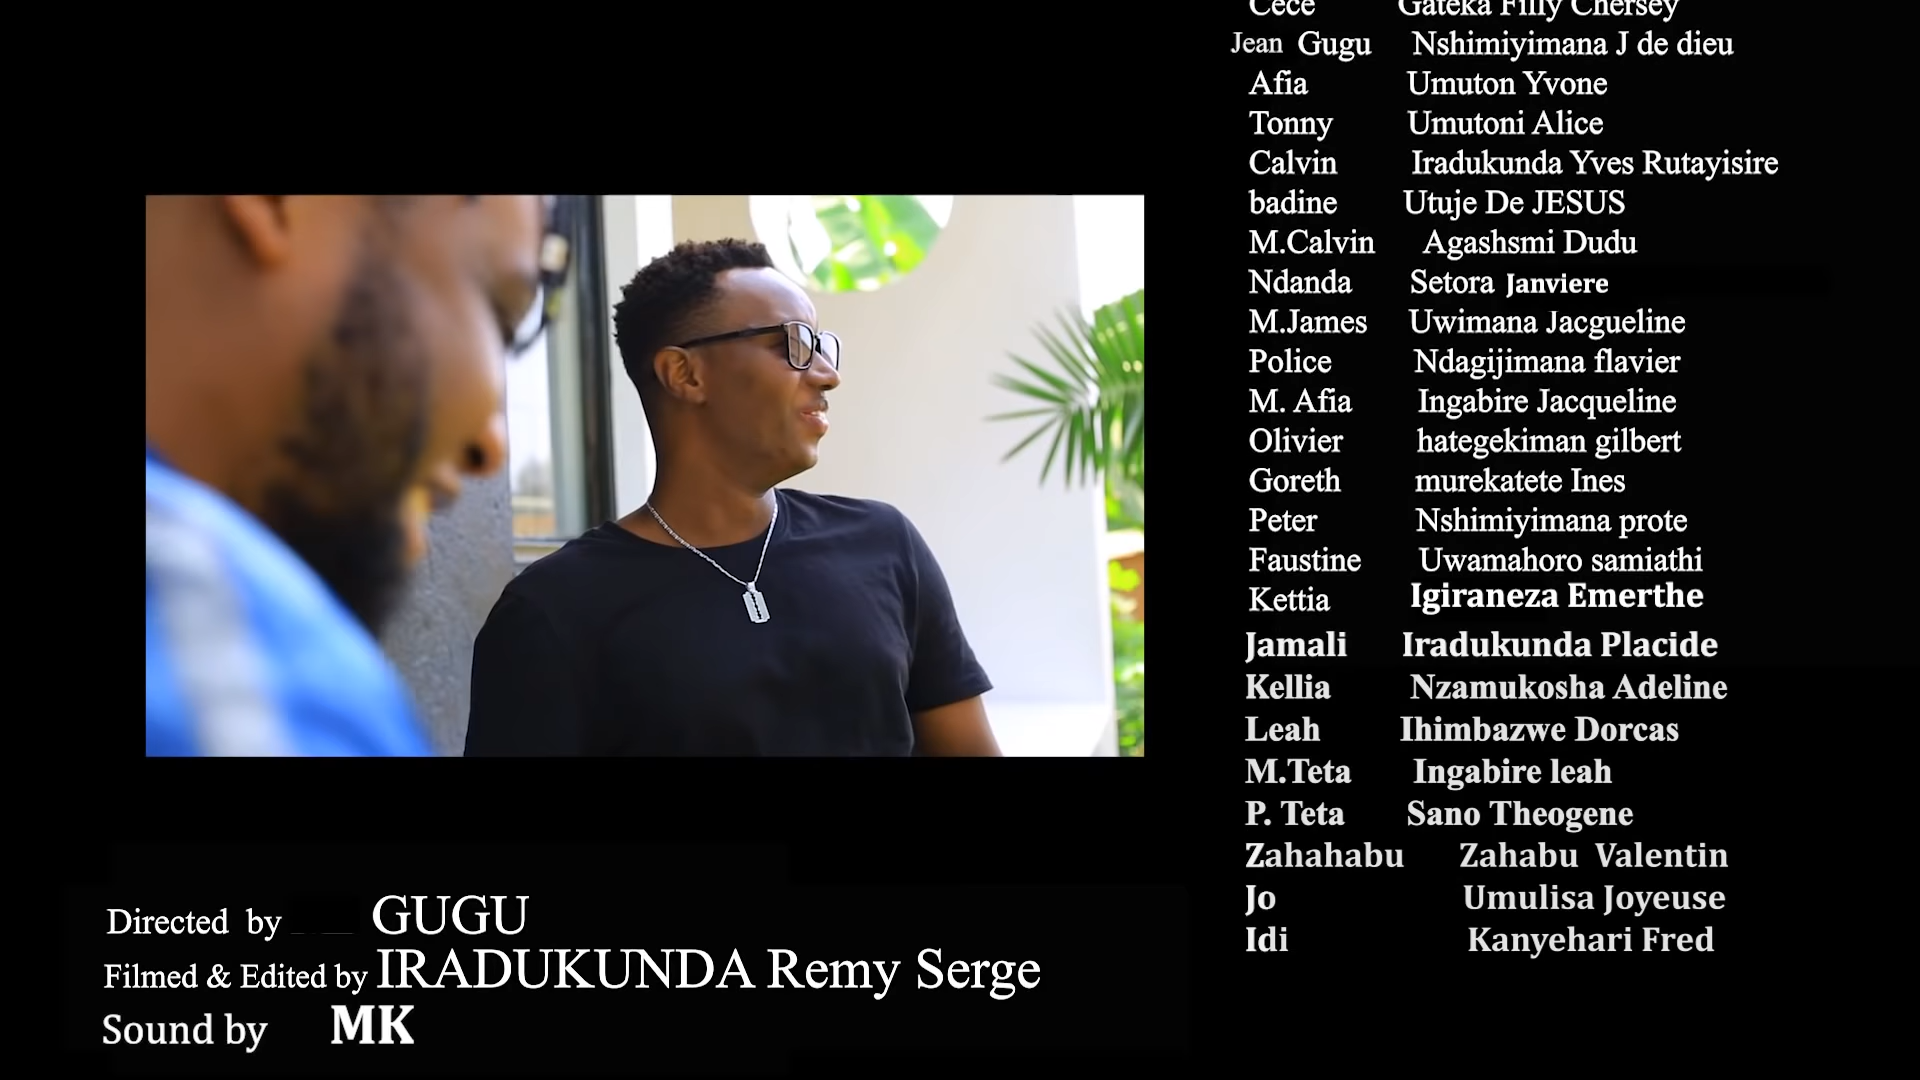 Cece Gateka Filly Chersey
Jean Gugu Nshimiyimana J de dieu
Afia Umuton Yvone
Tonny Umutoni Alice
Calvin Iradukunda Yves Rutayisire
badine Utuje De JESUS
M.Calvin Agashsmi Dudu
Ndanda Setora Janviere
M.James Uwimana Jacgueline
Police Ndagijimana flavier
M. Afia Ingabire Jacqueline
Olivier hategekiman gilbert
Goreth murekatete Ines
Peter Nshimiyimana prote
Faustine Uwamahoro samiathi
Kettia Igiraneza Emerthe
Jamali Iradukunda Placide
Kellia Nzamukosha Adeline
Leah Ihimbazwe Dorcas
M.Teta Ingabire leah
P. Teta Sano Theogene
Zahahabu Zahabu Valentin
Jo Umulisa Joyeuse
Idi Kanyehari Fred
Directed by GUGU
Filmed & Edited by IRADUKUNDA Remy Serge
Sound by MK